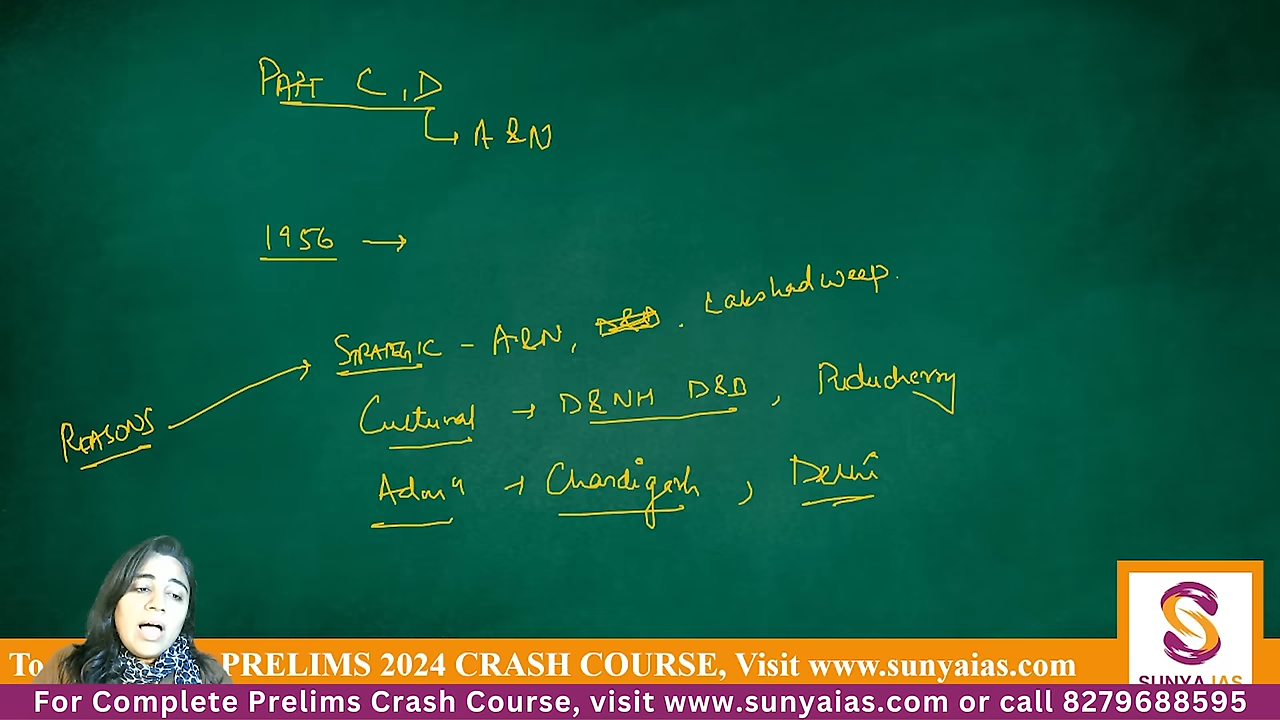 PART C, D
→ A&N
1956 →
STRATEGIC - A&N, . Lakshadweep.
REASONS
Cultural → D&NH D&D, Puducherry
Admn → Chandigarh, Delhi
To PRELIMS 2024 CRASH COURSE, Visit www.sunyaias.com
SUNYA IAS
For Complete Prelims Crash Course, visit www.sunyaias.com or call 8279688595